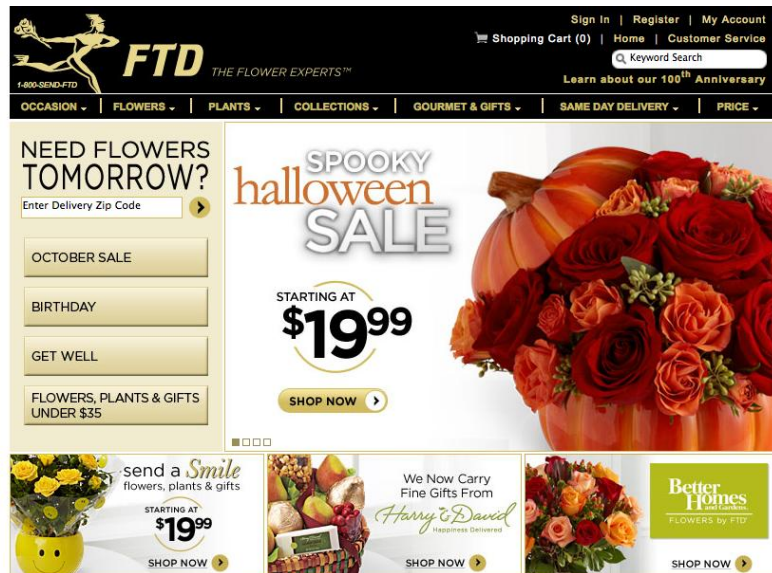 Sign In | Register | My Account
Shopping Cart (0) | Home | Customer Service
Keyword Search
Learn about our 100th Anniversary
1-800-SEND-FTD
FTD THE FLOWER EXPERTS™
OCCASION | FLOWERS | PLANTS | COLLECTIONS | GOURMET & GIFTS | SAME DAY DELIVERY | PRICE
NEED FLOWERS
TOMORROW?
Enter Delivery Zip Code
OCTOBER SALE
BIRTHDAY
GET WELL
FLOWERS, PLANTS & GIFTS
UNDER $35
SPOOKY
halloween
SALE
STARTING AT
$19.99
SHOP NOW
send a Smile
flowers, plants & gifts
STARTING AT
$19.99
SHOP NOW
We Now Carry
Fine Gifts From
Harry & David
Happiness Delivered
SHOP NOW
Better
Homes
and Gardens.
FLOWERS by FTD®
SHOP NOW